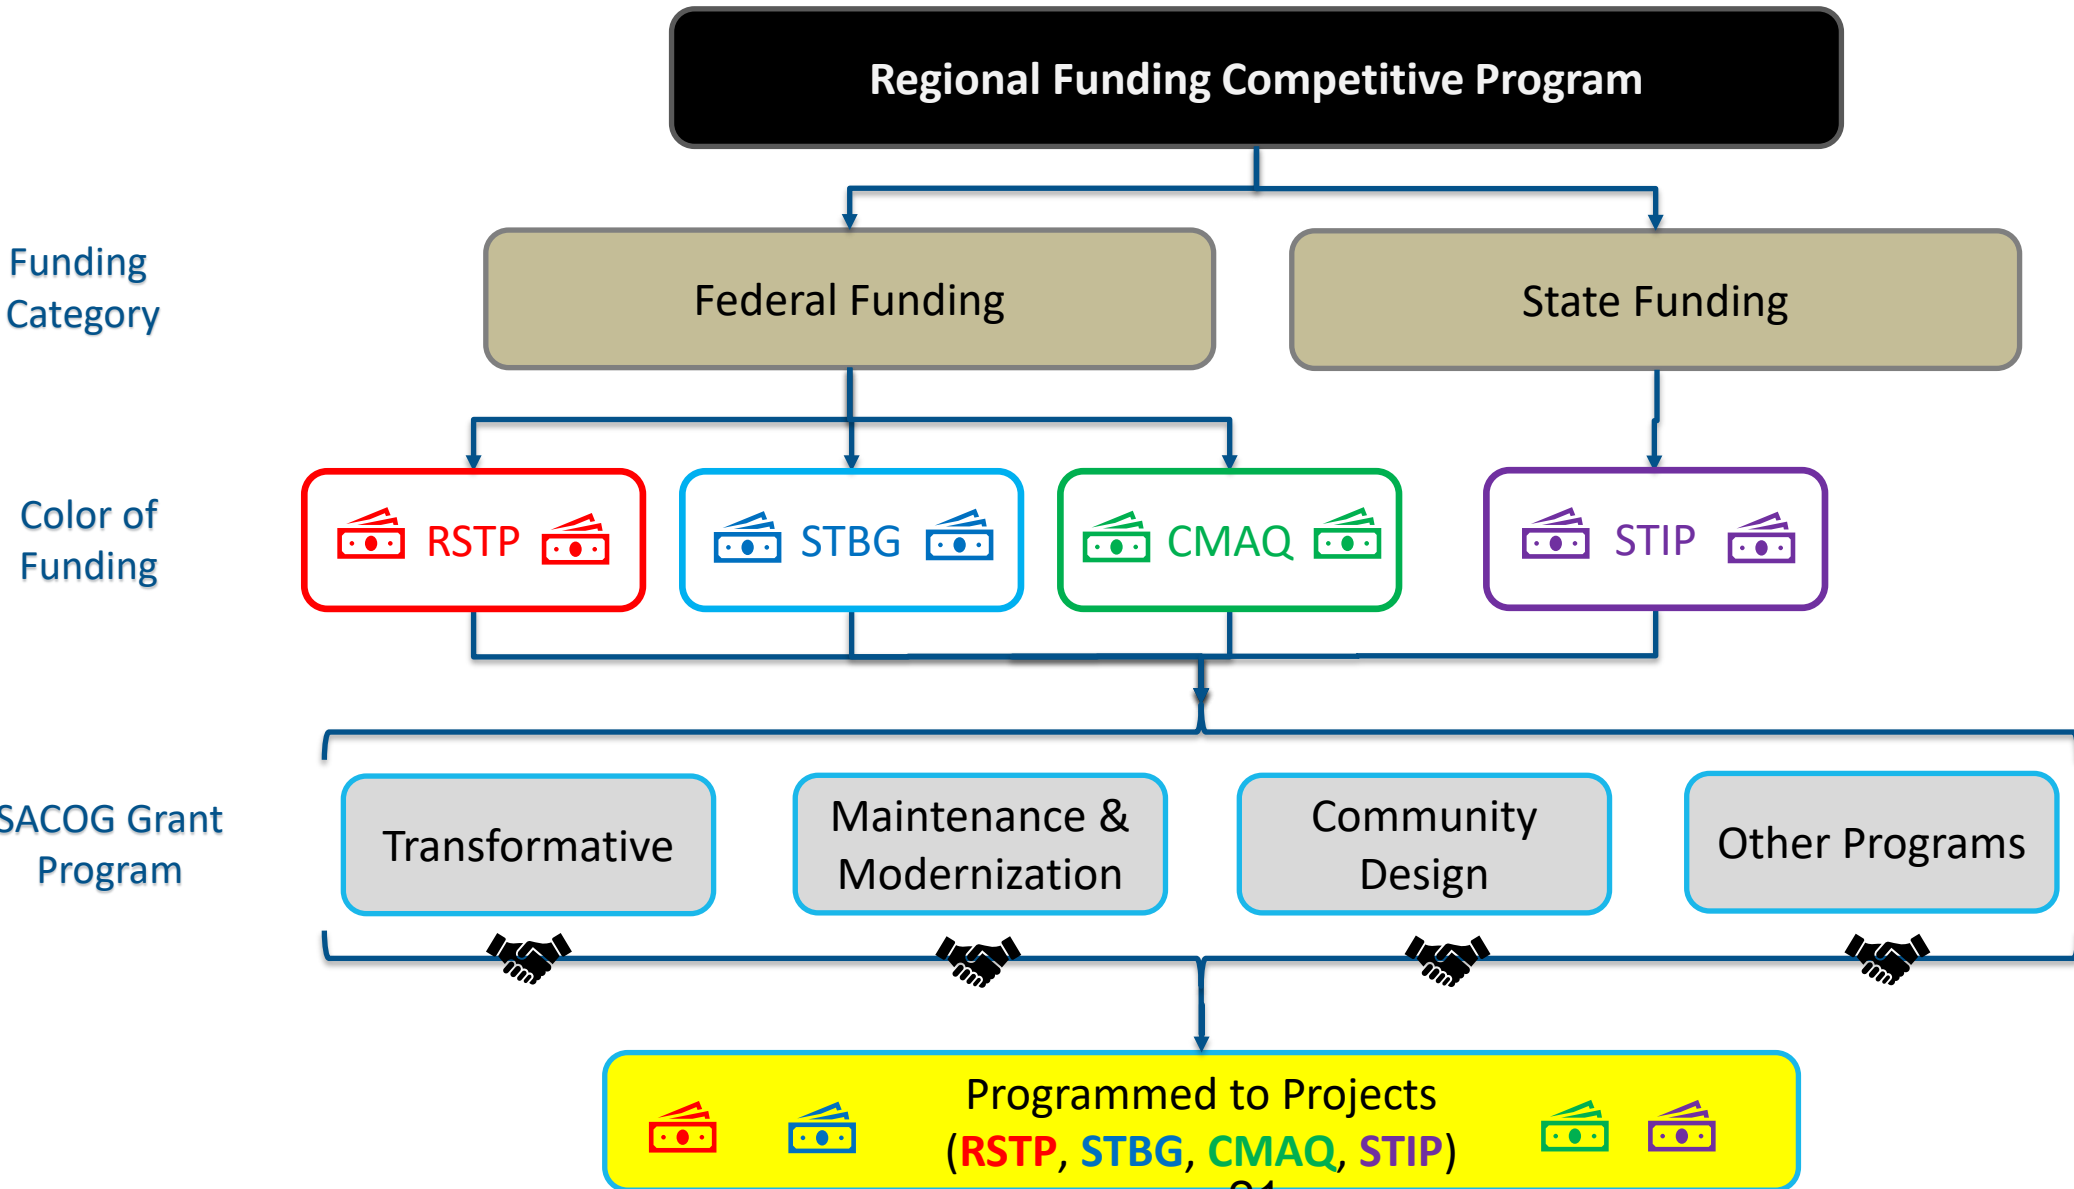 Regional Funding Competitive Program
Funding
Category
Federal Funding
State Funding
Color of
Funding
RSTP
STBG
CMAQ
STIP
SACOG Grant
Program
Transformative
Maintenance &
Modernization
Community
Design
Other Programs
Programmed to Projects
(RSTP, STBG, CMAQ, STIP)